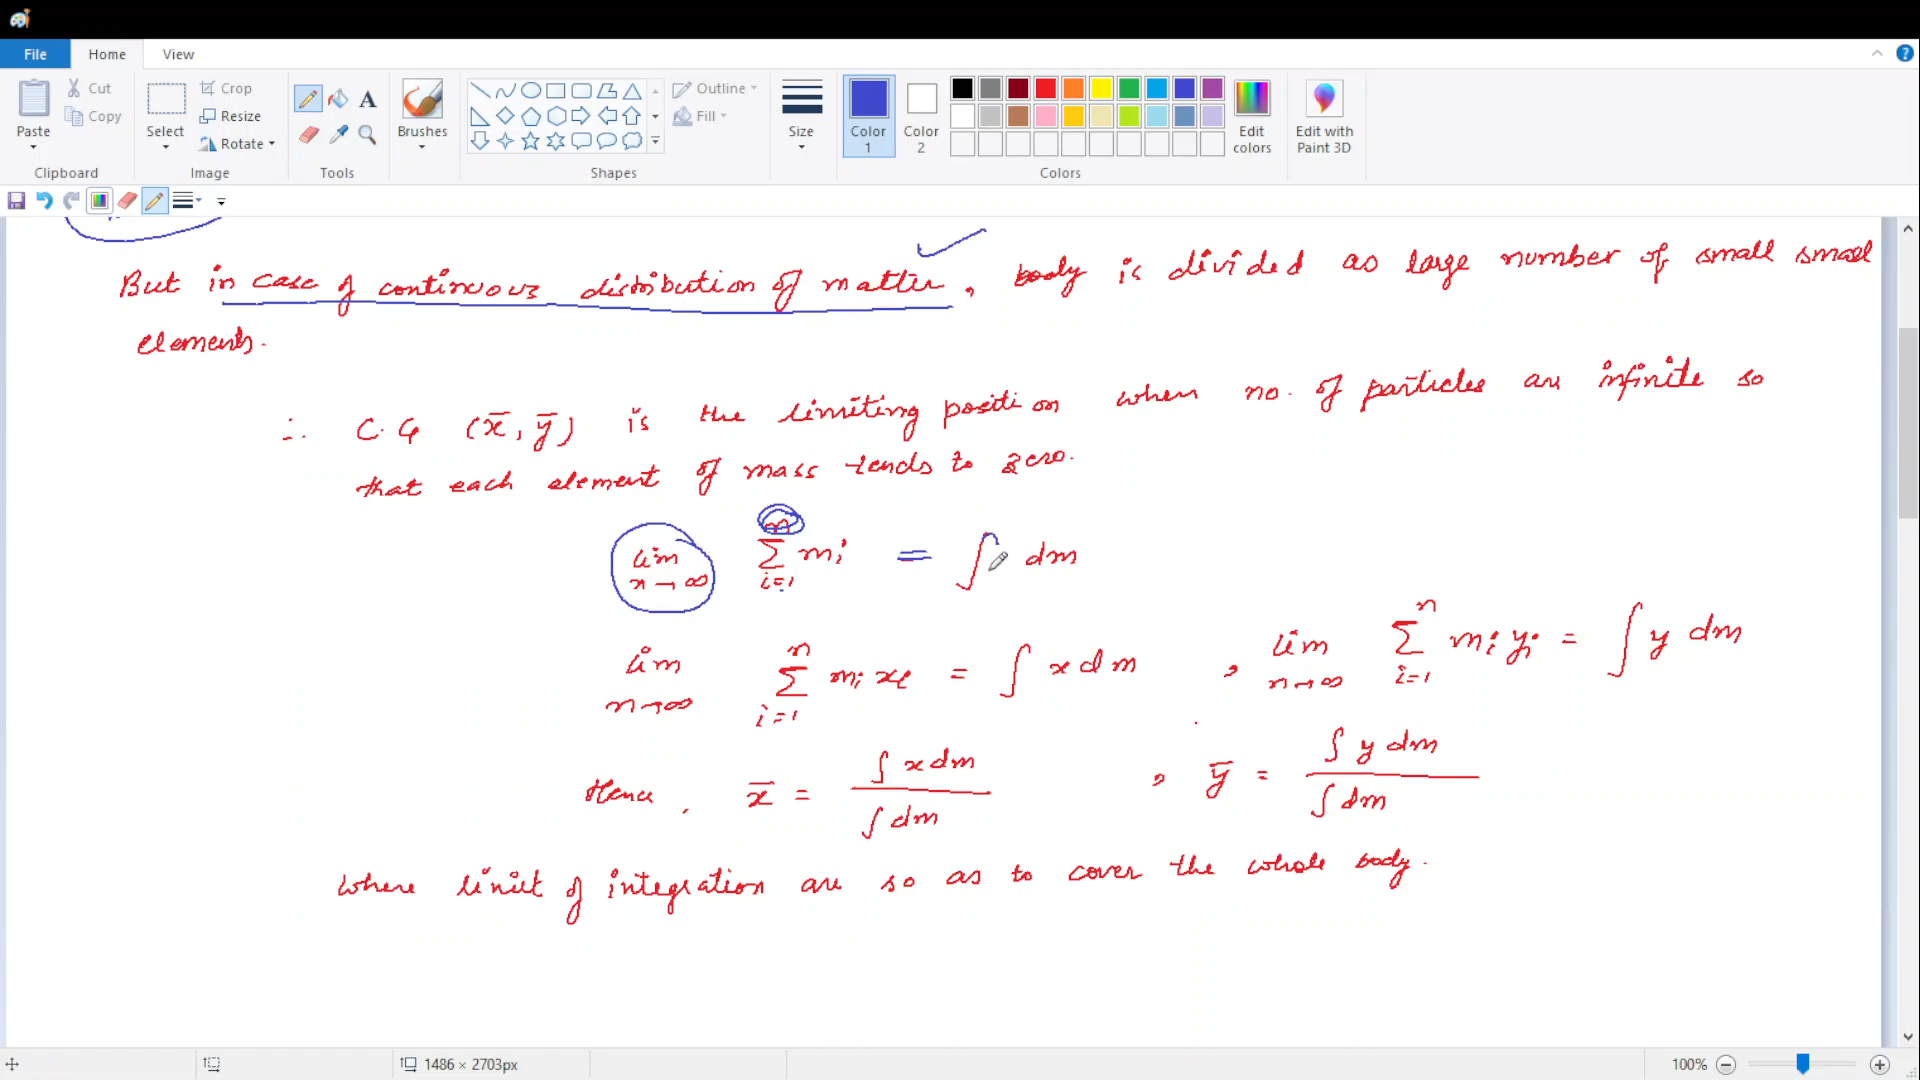 File Home View
Paste Cut Copy Clipboard
Select Crop Resize Rotate Image
A Tools
Brushes
Outline Fill Shapes
Size
Color 1 Color 2 Edit colors Edit with Paint 3D Colors
But in case of continuous distribution of matter, body is divided as large number of small small
elements.
∴ C.G (x̄, ȳ) is the limiting position when no. of particles are infinite so
that each element of mass tends to zero.
lim n→∞ ∑_{i=1}^{n} mi = ∫ dm
lim n→∞ ∑_{i=1}^{n} mi xi = ∫ x dm , lim n→∞ ∑_{i=1}^{n} mi yi = ∫ y dm
Hence, x̄ = ∫ x dm / ∫ dm , ȳ = ∫ y dm / ∫ dm
where limit of integration are so as to cover the whole body.
1486 × 2703px 100%